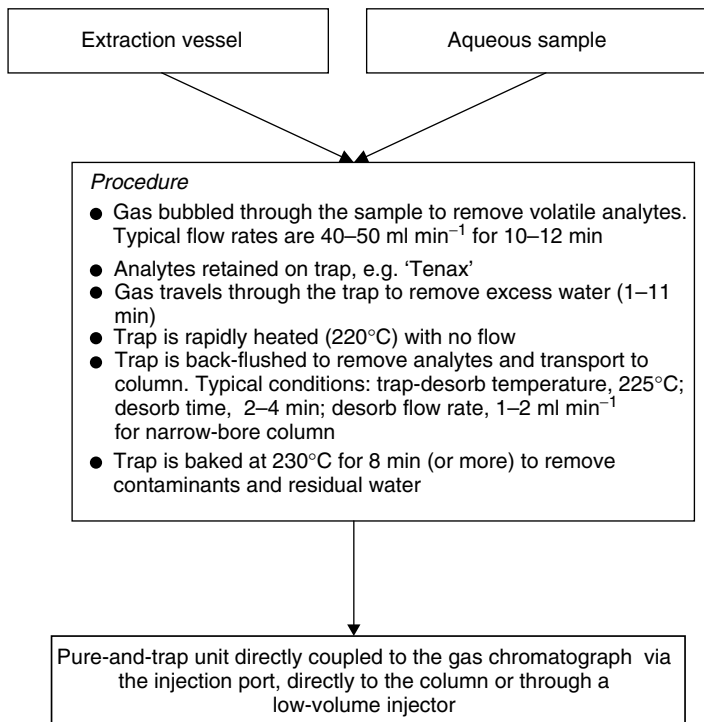 Extraction vessel
Aqueous sample
Procedure
● Gas bubbled through the sample to remove volatile analytes.
Typical flow rates are 40–50 ml min⁻¹ for 10–12 min
● Analytes retained on trap, e.g. ‘Tenax’
● Gas travels through the trap to remove excess water (1–11
min)
● Trap is rapidly heated (220°C) with no flow
● Trap is back-flushed to remove analytes and transport to
column. Typical conditions: trap-desorb temperature, 225°C;
desorb time, 2–4 min; desorb flow rate, 1–2 ml min⁻¹
for narrow-bore column
● Trap is baked at 230°C for 8 min (or more) to remove
contaminants and residual water
Pure-and-trap unit directly coupled to the gas chromatograph via
the injection port, directly to the column or through a
low-volume injector